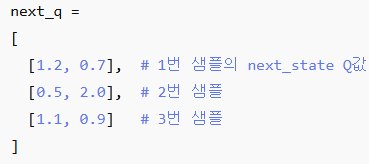 next_q =
[
[1.2, 0.7],  # 1번 샘플의 next_state Q값
[0.5, 2.0],  # 2번 샘플
[1.1, 0.9]   # 3번 샘플
]